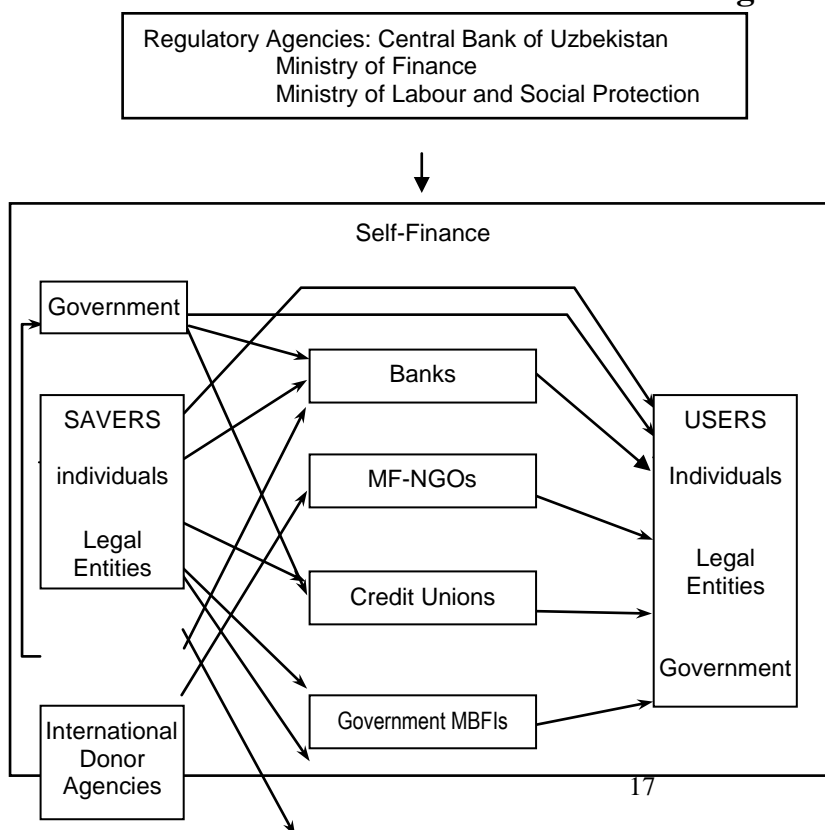 g
Regulatory Agencies: Central Bank of Uzbekistan
Ministry of Finance
Ministry of Labour and Social Protection
Self-Finance
Government
SAVERS
individuals
Legal
Entities
International
Donor
Agencies
Banks
MF-NGOs
Credit Unions
Government MBFIs
USERS
Individuals
Legal
Entities
Government
17